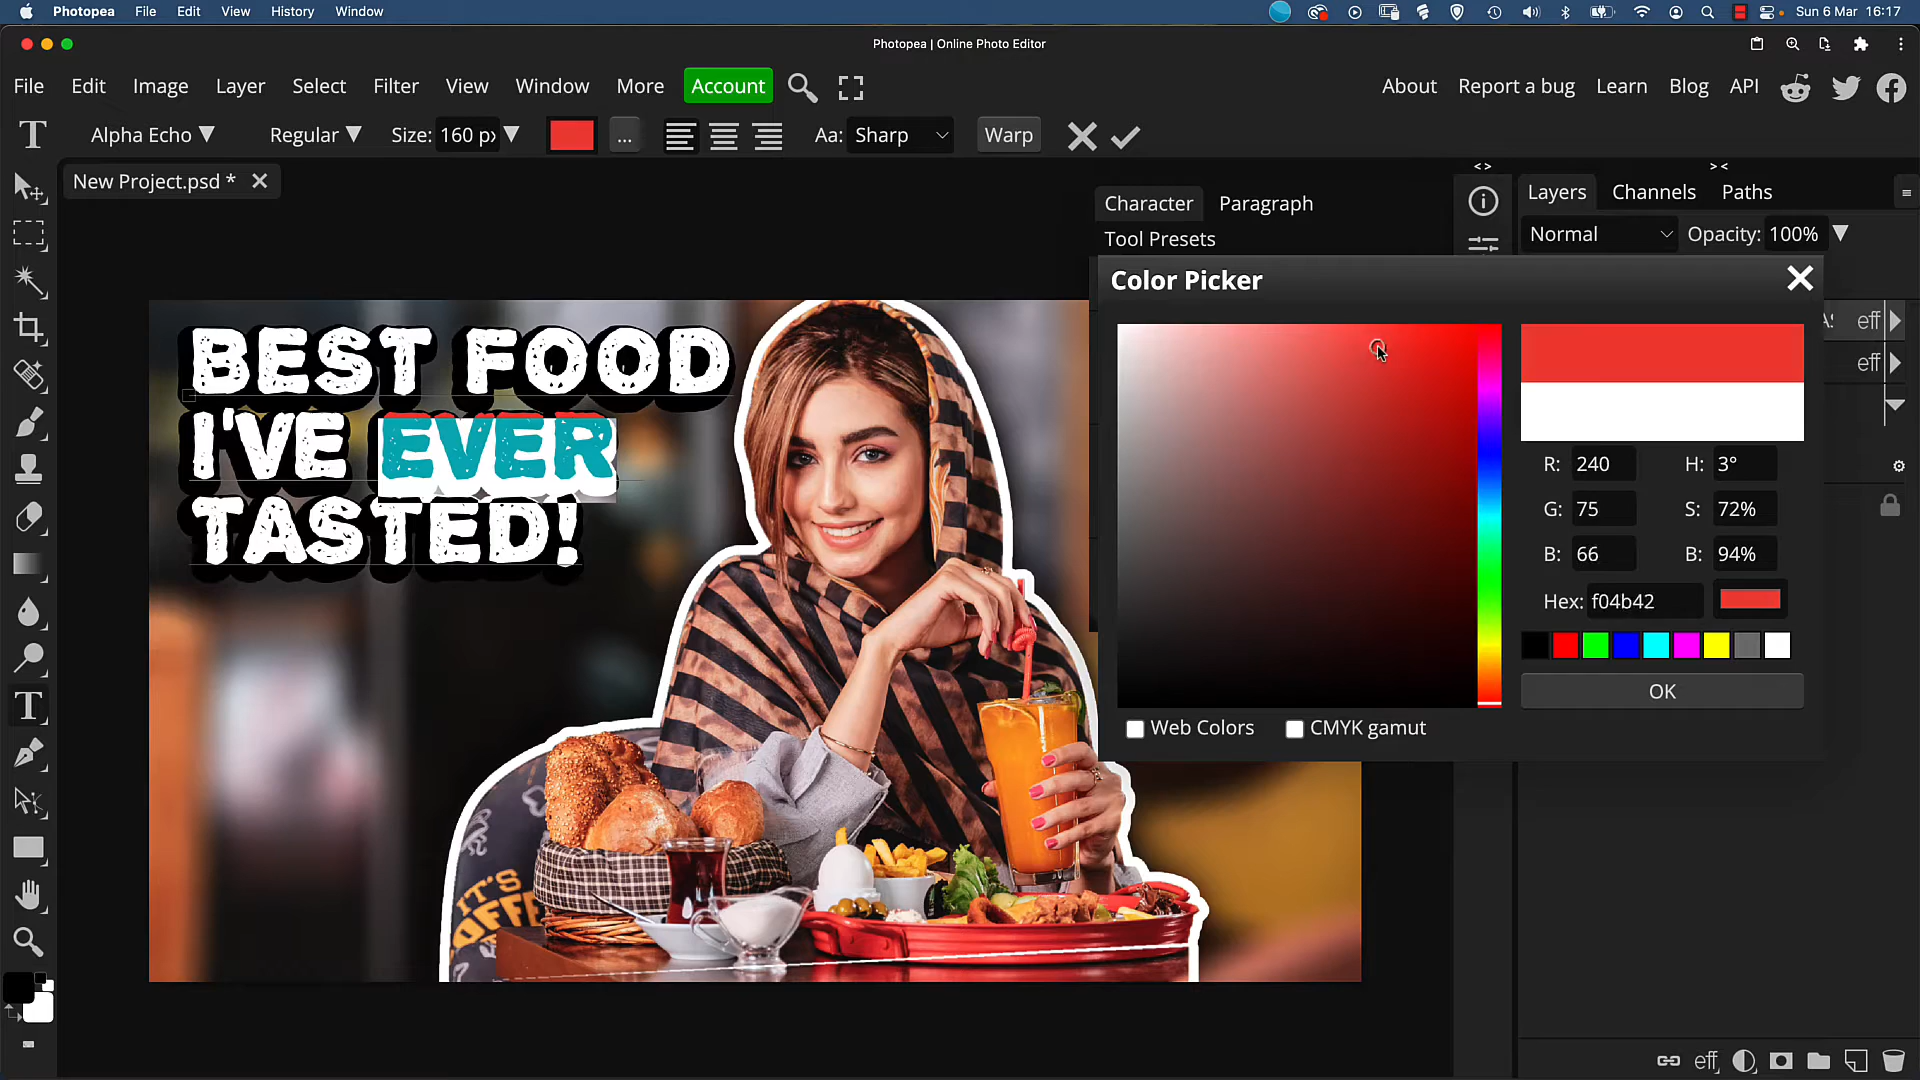 Photopea File Edit View History Window Sun 6 Mar 16:17
Photopea | Online Photo Editor
File Edit Image Layer Select Filter View Window More Account About Report a bug Learn Blog API
T Alpha Echo Regular Size: 160 px ... Aa: Sharp Warp
New Project.psd *
Character Paragraph
Tool Presets
Layers Channels Paths
Normal Opacity: 100%
Color Picker
eff
eff
R: 240 H: 3°
G: 75 S: 72%
B: 66 B: 94%
Hex: f04b42
OK
Web Colors CMYK gamut
BEST FOOD
I'VE EVER
TASTED!
IT'S
eff